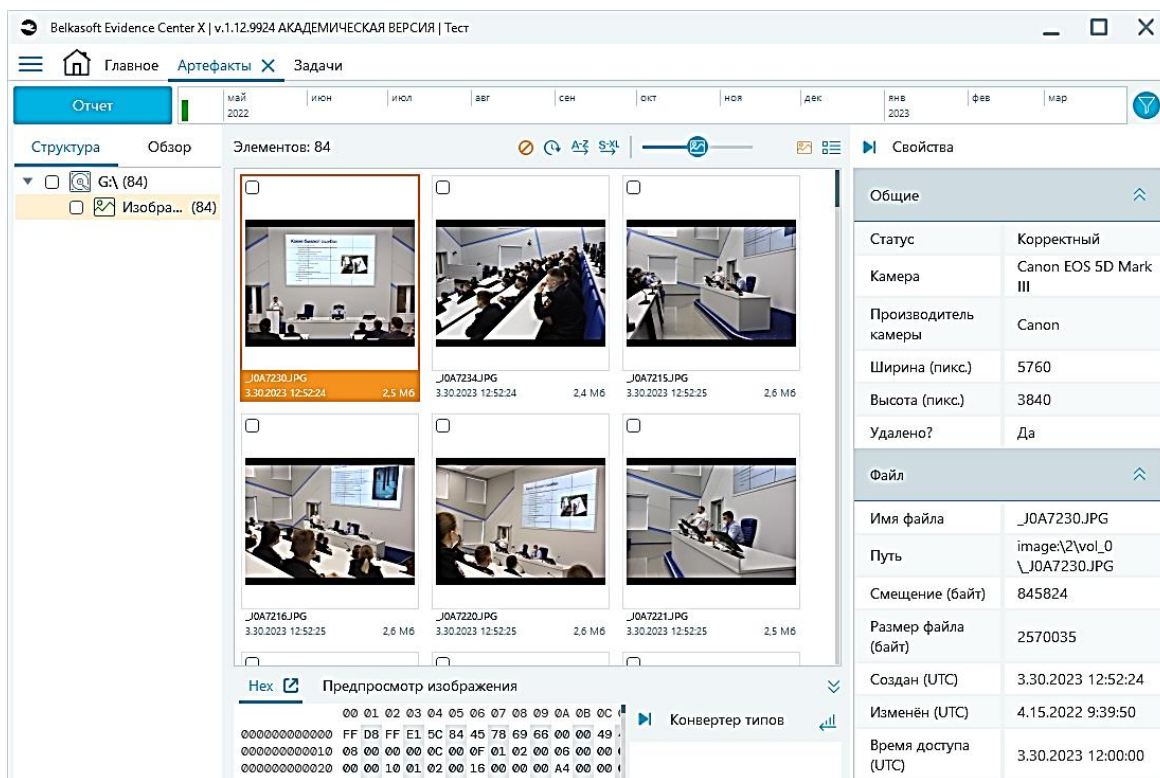 Belkasoft Evidence Center X | v.1.12.9924 АКАДЕМИЧЕСКАЯ ВЕРСИЯ | Тест
Главное Артефакты Задачи
Отчет
май июн июл авг сен окт ноя дек янв фев мар
2022 2023
Структура Обзор
Элементов: 84
A-Z S-XL
Свойства
G:\ (84)
Изобра... (84)
_J0A7230.JPG
3.30.2023 12:52:24 2,5 Мб
_J0A7234.JPG
3.30.2023 12:52:24 2,4 Мб
_J0A7215.JPG
3.30.2023 12:52:25 2,6 Мб
_J0A7216.JPG
3.30.2023 12:52:25 2,6 Мб
_J0A7220.JPG
3.30.2023 12:52:25 2,6 Мб
_J0A7221.JPG
3.30.2023 12:52:25 2,5 Мб
Hex Предпросмотр изображения
00 01 02 03 04 05 06 07 08 09 0A 0B 0C
000000000000 FF D8 FF E1 5C 84 45 78 69 66 00 00 49
000000000010 08 00 00 00 0C 00 0F 01 02 00 06 00 00
000000000020 00 00 10 01 02 00 16 00 00 00 A4 00 00
Конвертер типов
Общие
Статус Корректный
Камера Canon EOS 5D Mark
III
Производитель
камеры Canon
Ширина (пикс.) 5760
Высота (пикс.) 3840
Удалено? Да
Файл
Имя файла _J0A7230.JPG
Путь image:\2\vol_0
\_J0A7230.JPG
Смещение (байт) 845824
Размер файла
(байт) 2570035
Создан (UTC) 3.30.2023 12:52:24
Изменён (UTC) 4.15.2022 9:39:50
Время доступа
(UTC) 3.30.2023 12:00:00